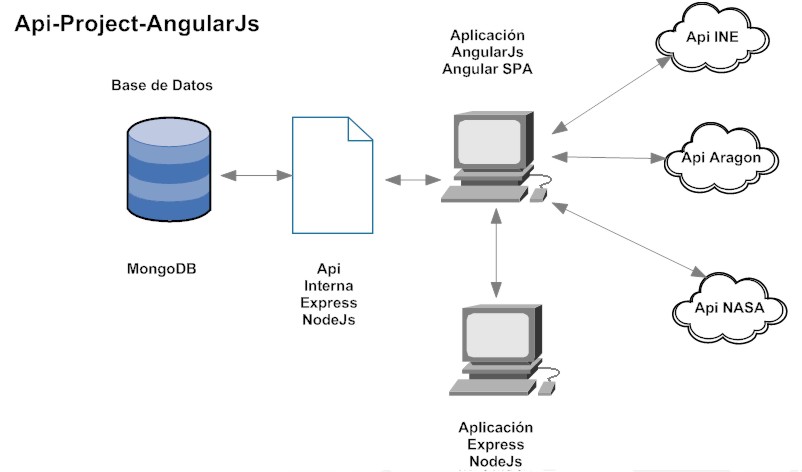 Api-Project-AngularJs
Base de Datos
MongoDB
Api
Interna
Express
NodeJs
Aplicación
AngularJs
Angular SPA
Aplicación
Express
NodeJs
Api INE
Api Aragon
Api NASA